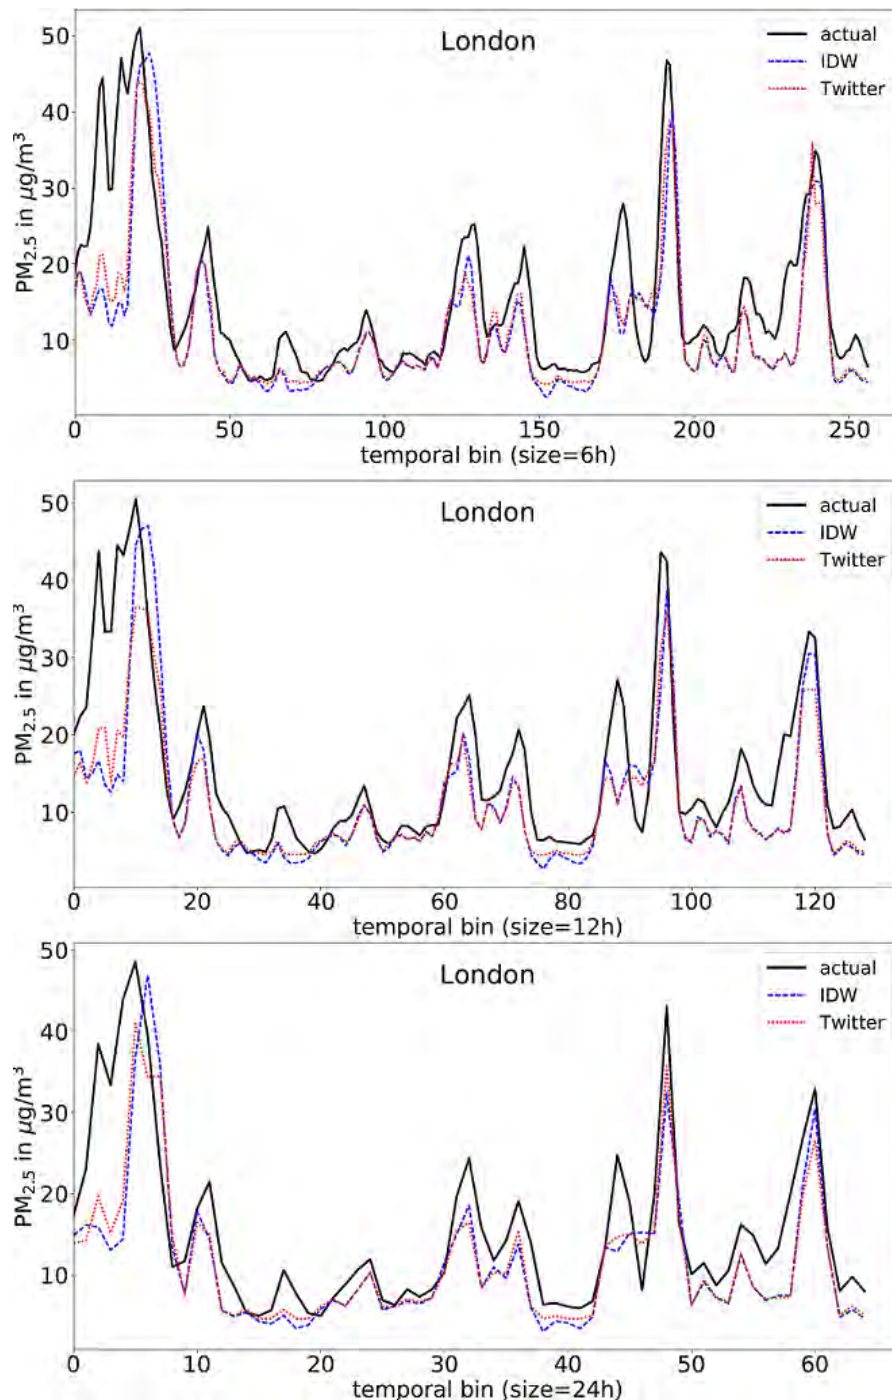 London
actual
IDW
Twitter
PM2.5 in μg/m³
50
40
30
20
10
0 50 100 150 200 250
temporal bin (size=6h)
London
actual
IDW
Twitter
PM2.5 in μg/m³
50
40
30
20
10
0 20 40 60 80 100 120
temporal bin (size=12h)
London
actual
IDW
Twitter
PM2.5 in μg/m³
50
40
30
20
10
0 10 20 30 40 50 60
temporal bin (size=24h)